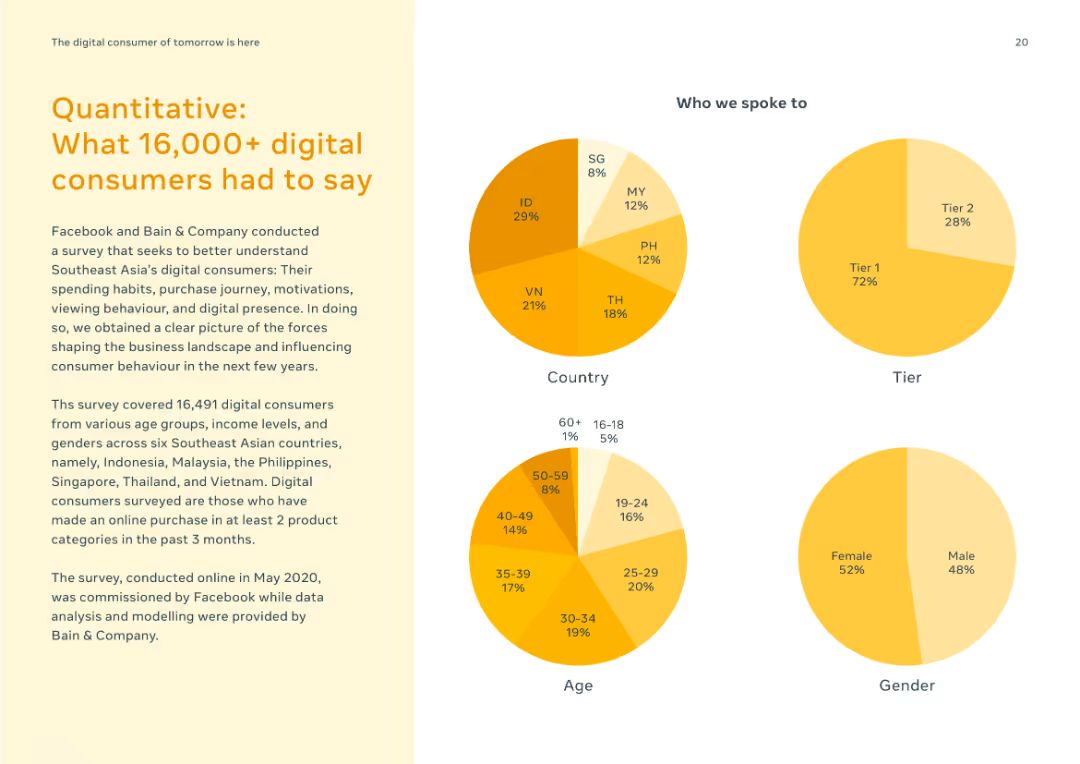 The digital consumer of tomorrow is here
20
Quantitative:
What 16,000+ digital
consumers had to say
Facebook and Bain & Company conducted
a survey that seeks to better understand
Southeast Asia's digital consumers: Their
spending habits, purchase journey, motivations,
viewing behaviour, and digital presence. In doing
so, we obtained a clear picture of the forces
shaping the business landscape and influencing
consumer behaviour in the next few years.
Ths survey covered 16,491 digital consumers
from various age groups, income levels, and
genders across six Southeast Asian countries,
namely, Indonesia, Malaysia, the Philippines,
Singapore, Thailand, and Vietnam. Digital
consumers surveyed are those who have
made an online purchase in at least 2 product
categories in the past 3 months.
The survey, conducted online in May 2020,
was commissioned by Facebook while data
analysis and modelling were provided by
Bain & Company.
Who we spoke to
SG
8%
MY
12%
PH
12%
TH
18%
VN
21%
ID
29%
Country
Tier 2
28%
Tier 1
72%
Tier
16-18
5%
19-24
16%
25-29
20%
30-34
19%
35-39
17%
40-49
14%
50-59
8%
60+
1%
Age
Female
52%
Male
48%
Gender